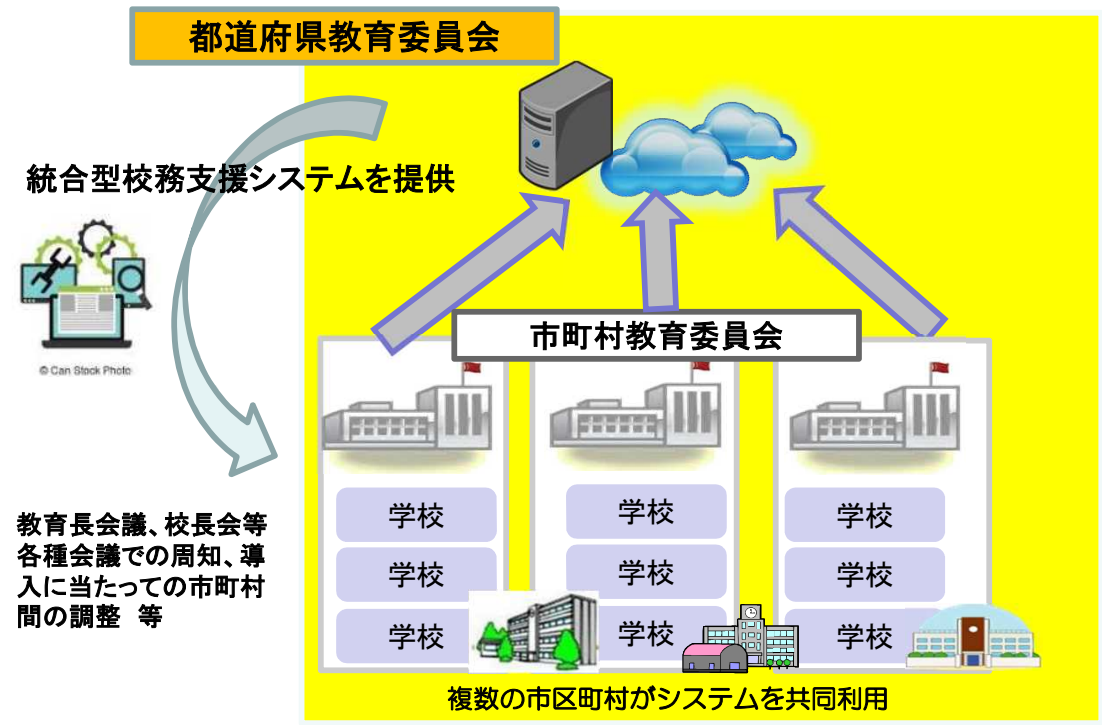 都道府県教育委員会
統合型校務支援システムを提供
© Can Stock Photo
市町村教育委員会
教育長会議、校長会等
各種会議での周知、導
入に当たっての市町村
間の調整 等
学校
学校
学校
学校
学校
学校
学校
学校
学校
複数の市区町村がシステムを共同利用